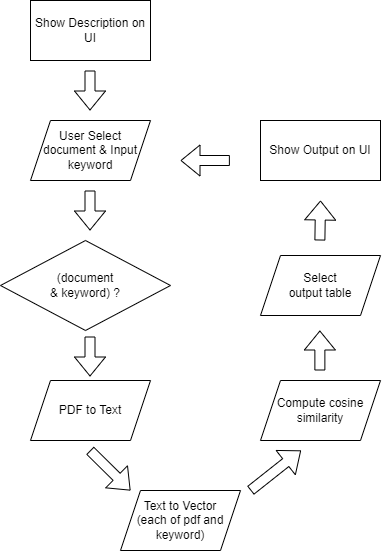 Show Description on
UI
User Select
document & Input
keyword
(document
& keyword) ?
PDF to Text
Text to Vector
(each of pdf and
keyword)
Compute cosine
similarity
Select
output table
Show Output on UI